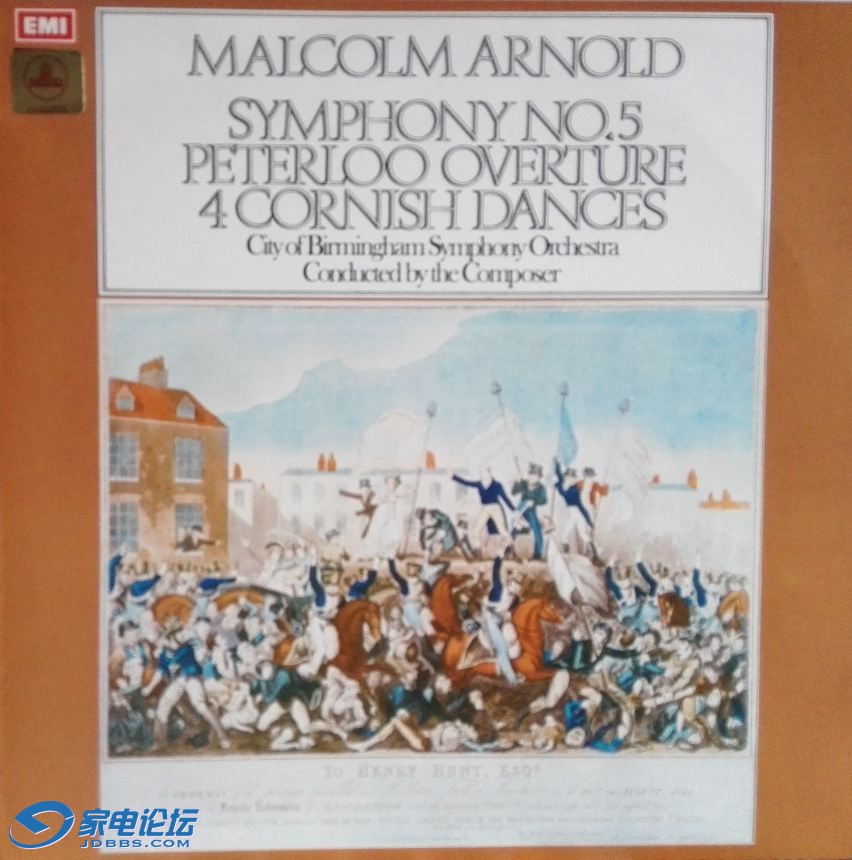 EMI
MALCOLM ARNOLD
SYMPHONY NO.5
PETERLOO OVERTURE
4 CORNISH DANCES
City of Birmingham Symphony Orchestra
Conducted by the Composer
TO HENRY HUNT, ESQR
家电论坛
JDBBS.COM